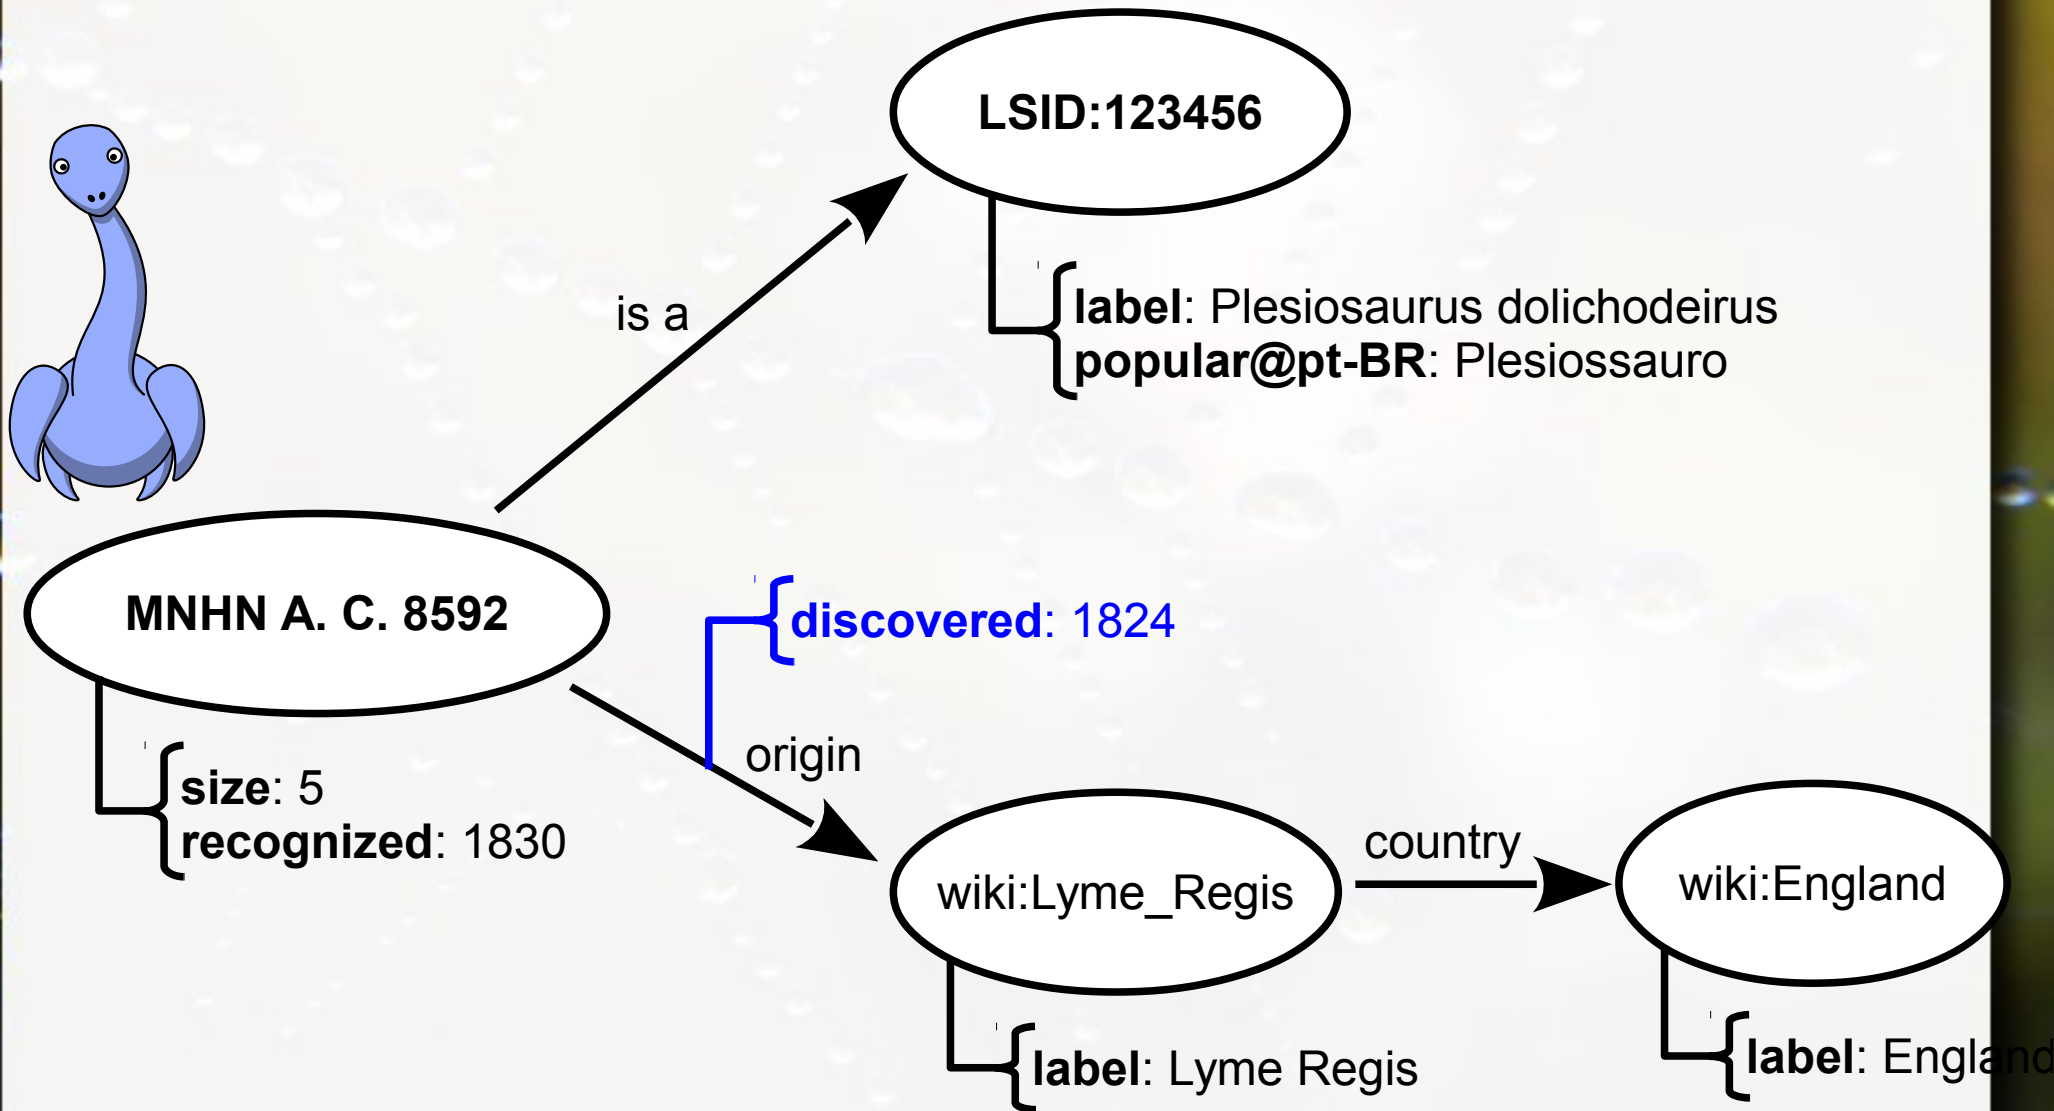 LSID:123456
label: Plesiosaurus dolichodeirus
popular@pt-BR: Plesiossauro
is a
MNHN A. C. 8592
size: 5
recognized: 1830
discovered: 1824
origin
wiki:Lyme_Regis
label: Lyme Regis
country
wiki:England
label: England